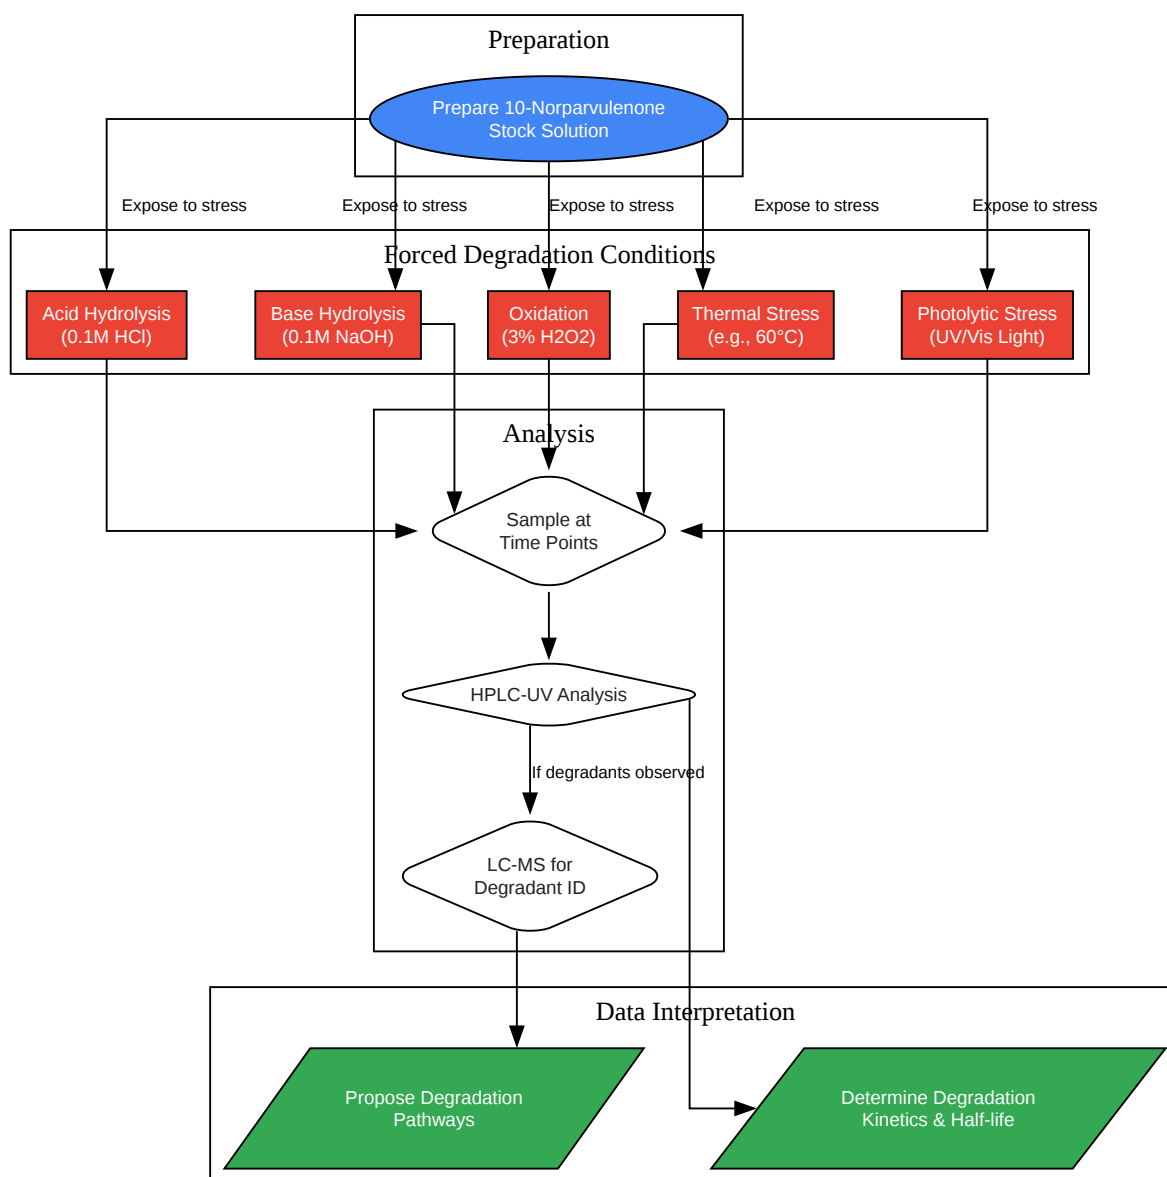 Preparation
Prepare 10-Norparvulenone
Stock Solution
Expose to stress
Expose to stress
Expose to stress
Expose to stress
Expose to stress
Forced Degradation Conditions
Acid Hydrolysis
(0.1M HCl)
Base Hydrolysis
(0.1M NaOH)
Oxidation
(3% H2O2)
Thermal Stress
(e.g., 60°C)
Photolytic Stress
(UV/Vis Light)
Analysis
Sample at
Time Points
HPLC-UV Analysis
If degradants observed
LC-MS for
Degradant ID
Data Interpretation
Propose Degradation
Pathways
Determine Degradation
Kinetics & Half-life